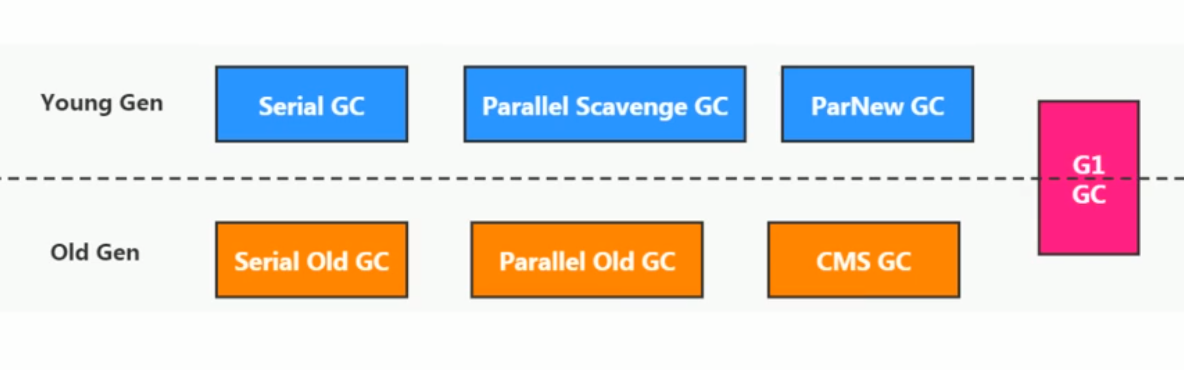 Young Gen
Serial GC
Parallel Scavenge GC
ParNew GC
G1
GC
Old Gen
Serial Old GC
Parallel Old GC
CMS GC